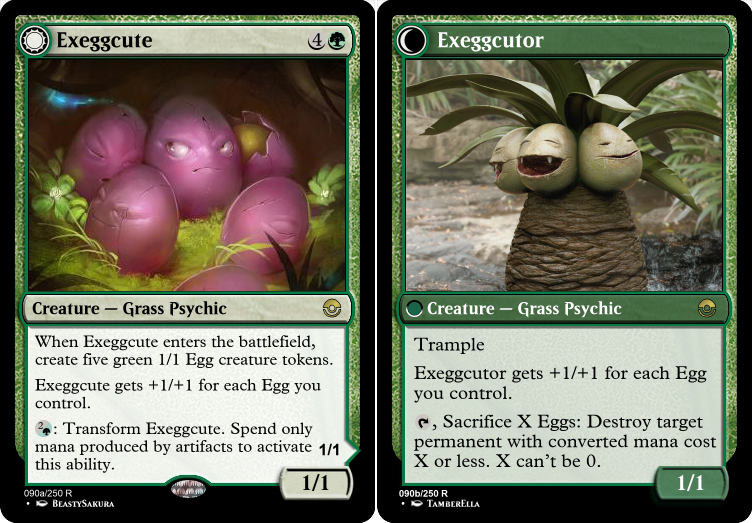 Exeggcute 4
When Exeggcute enters the battlefield,
create five green 1/1 Egg creature tokens.
Exeggcute gets +1/+1 for each Egg you
control.
2: Transform Exeggcute. Spend only
mana produced by artifacts to activate 1/1
this ability.
Creature — Grass Psychic
1/1
090a/250 R
• BeastySakura
Exeggcutor
Creature — Grass Psychic
Trample
Exeggcutor gets +1/+1 for each Egg
you control.
, Sacrifice X Eggs: Destroy target
permanent with converted mana cost
X or less. X can't be 0.
1/1
090b/250 R
• TamberElla